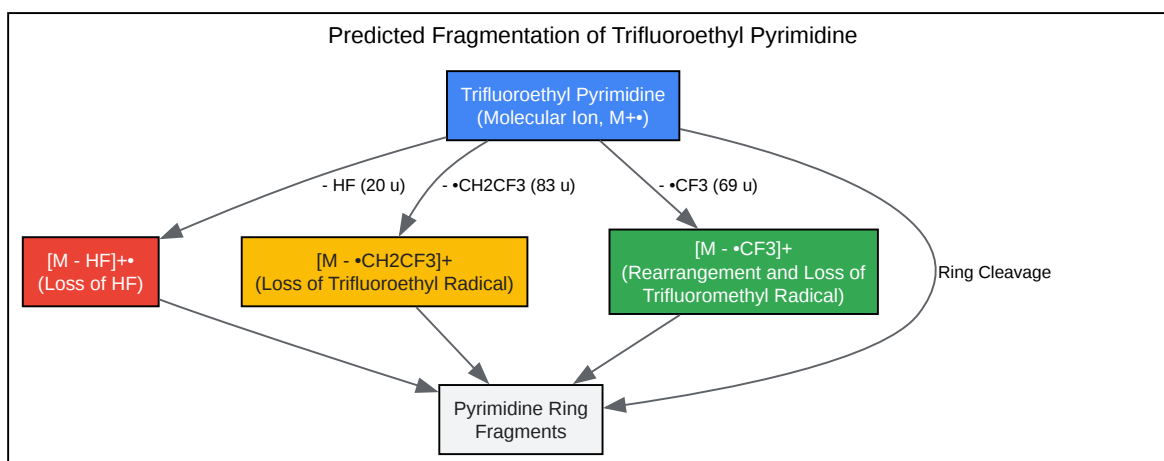 Predicted Fragmentation of Trifluoroethyl Pyrimidine
Trifluoroethyl Pyrimidine
(Molecular Ion, M+•)
- HF (20 u)
- •CH2CF3 (83 u)
- •CF3 (69 u)
[M - HF]+•
(Loss of HF)
[M - •CH2CF3]+
(Loss of Trifluoroethyl Radical)
[M - •CF3]+
(Rearrangement and Loss of
Trifluoromethyl Radical)
Ring Cleavage
Pyrimidine Ring
Fragments